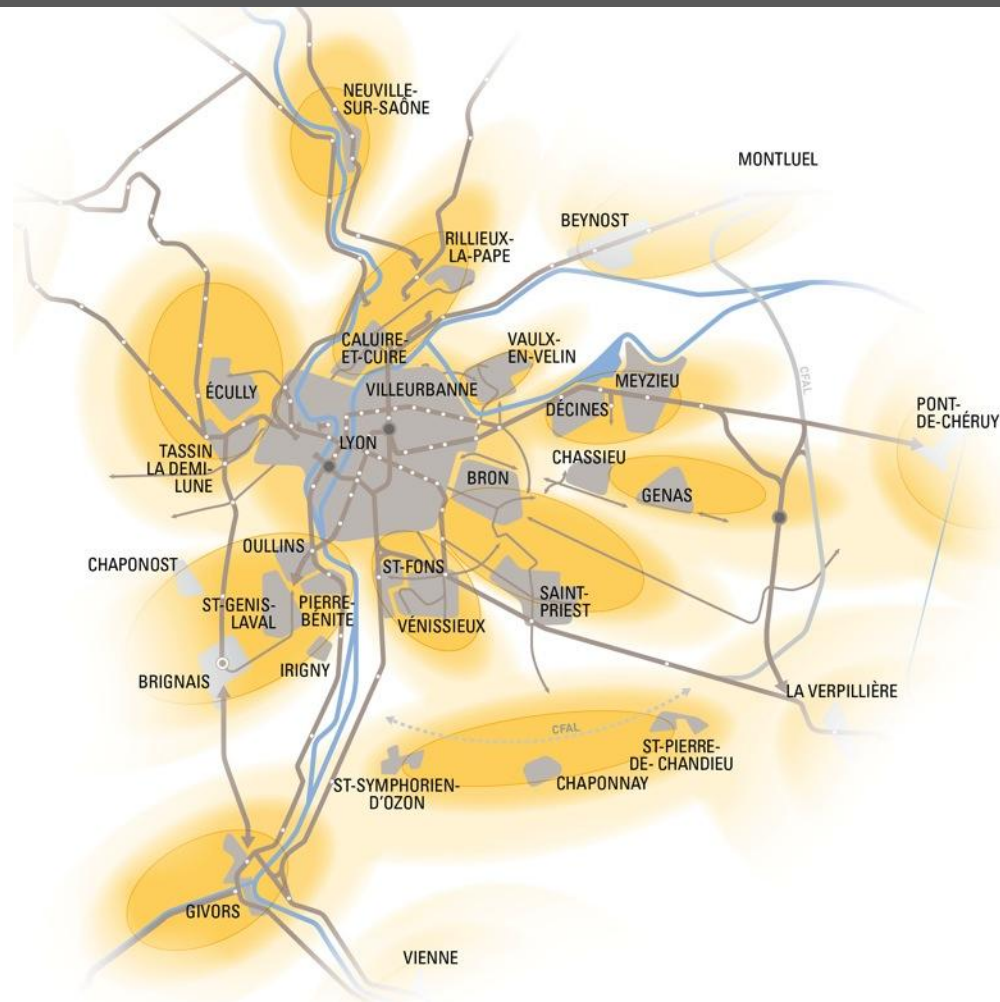 NEUVILLE-
SUR-SAÔNE
MONTLUEL
BEYNOST
RILLIEUX-
LA-PAPE
CALUIRE-
ET-CUIRE
VAULX-
EN-VELIN
CFAL
ÉCULLY
VILLEURBANNE
MEYZIEU
DÉCINES
PONT-
DE-CHÉRUY
TASSIN
LA DEMI-
LUNE
LYON
CHASSIEU
BRON
GENAS
OULLINS
CHAPONOST
ST-FONS
ST-GENIS-
LAVAL
PIERRE-
BÉNITE
SAINT-
PRIEST
VÉNISSIEUX
IRIGNY
BRIGNAIS
LA VERPILLIÈRE
CFAL
ST-PIERRE-
DE- CHANDIEU
ST-SYMPHORIEN-
D'OZON
CHAPONNAY
GIVORS
VIENNE